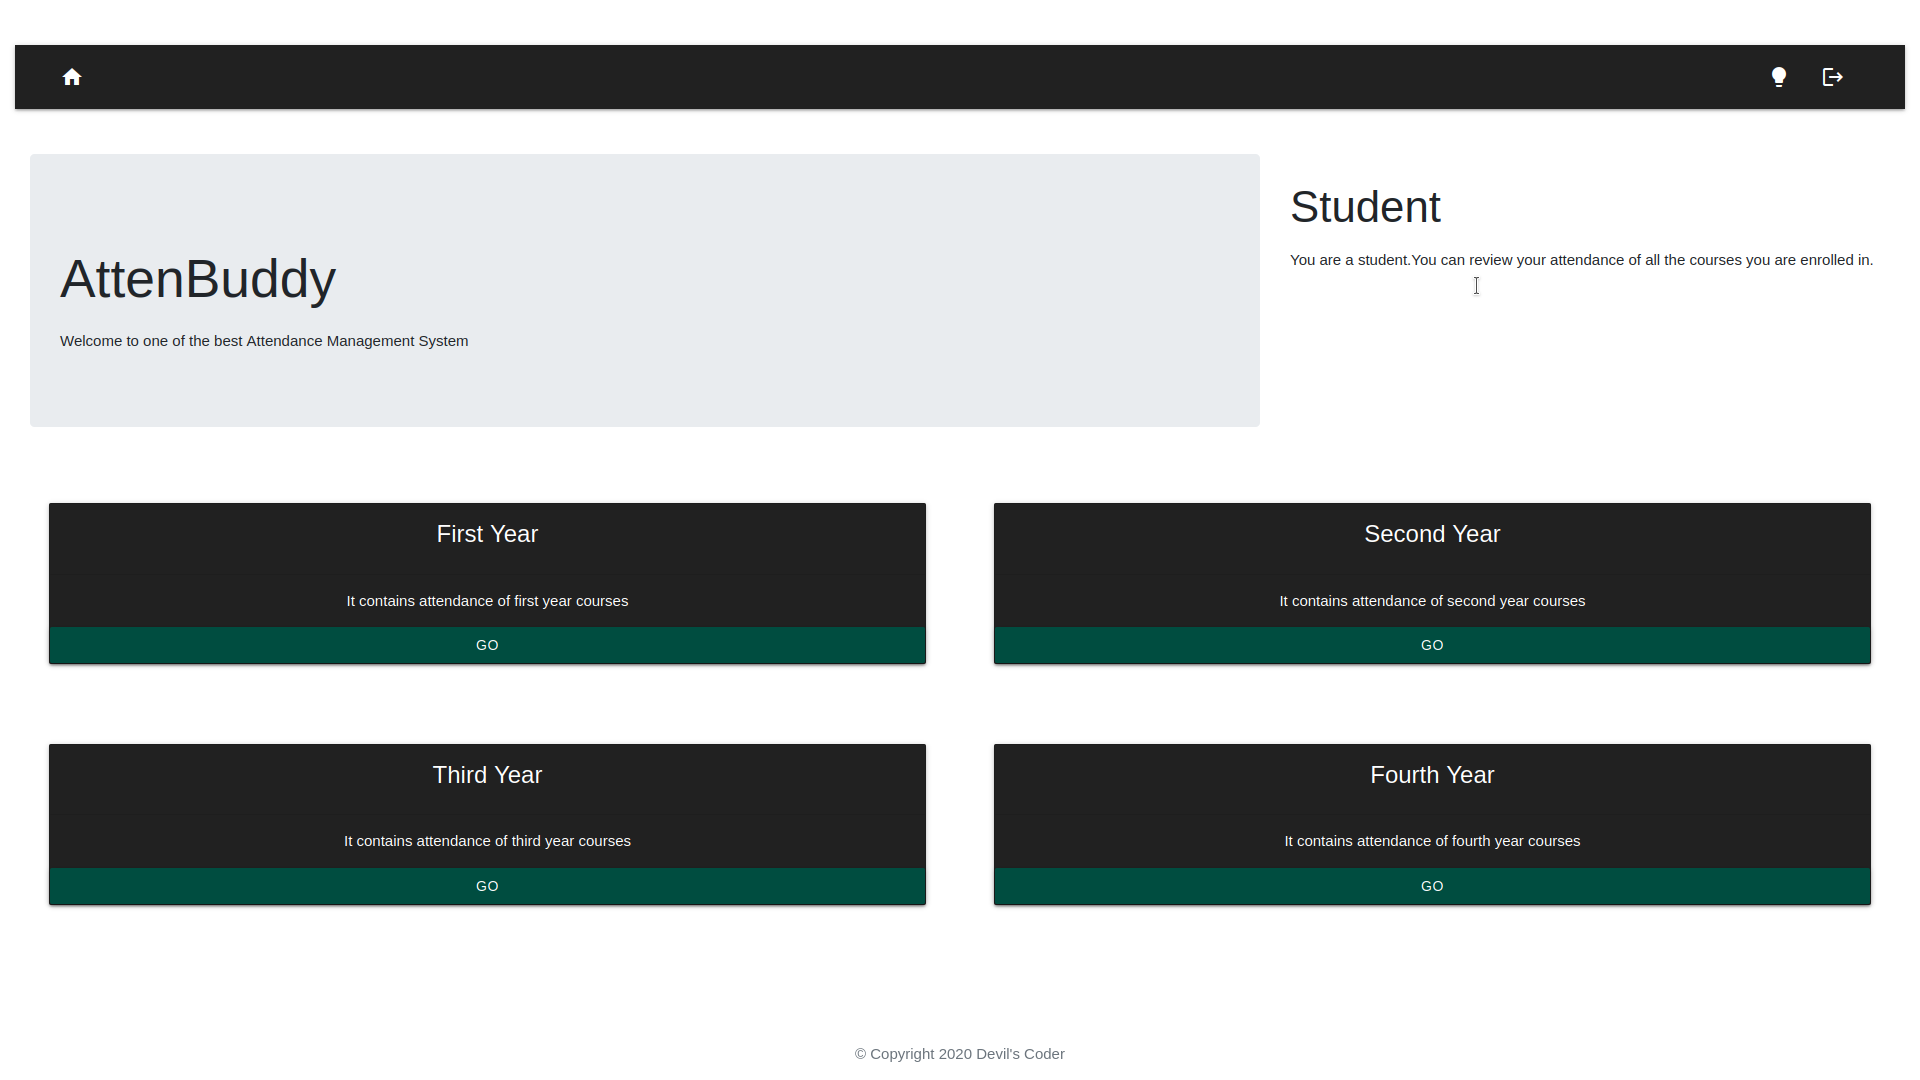 AttenBuddy
Welcome to one of the best Attendance Management System
Student
You are a student.You can review your attendance of all the courses you are enrolled in.
First Year
It contains attendance of first year courses
GO
Second Year
It contains attendance of second year courses
GO
Third Year
It contains attendance of third year courses
GO
Fourth Year
It contains attendance of fourth year courses
GO
© Copyright 2020 Devil's Coder